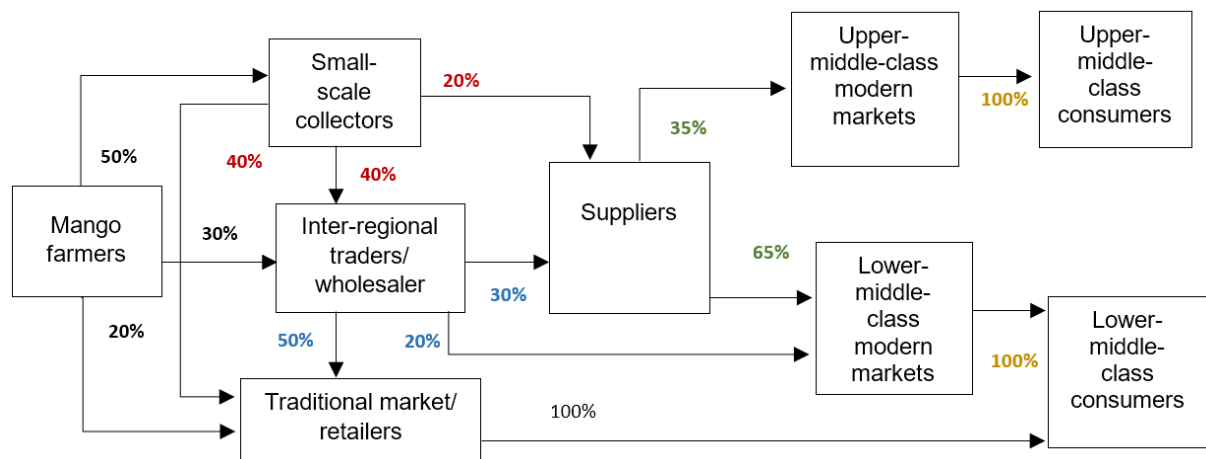 Small-
scale
collectors
20%
Upper-
middle-class
modern
markets
Upper-
middle-
class
consumers
100%
35%
50%
40%
40%
Mango
farmers
30%
Inter-regional
traders/
wholesaler
Suppliers
30%
65%
Lower-
middle-
class
modern
markets
20%
50%
20%
100%
Lower-
middle-
class
consumers
Traditional market/
retailers
100%